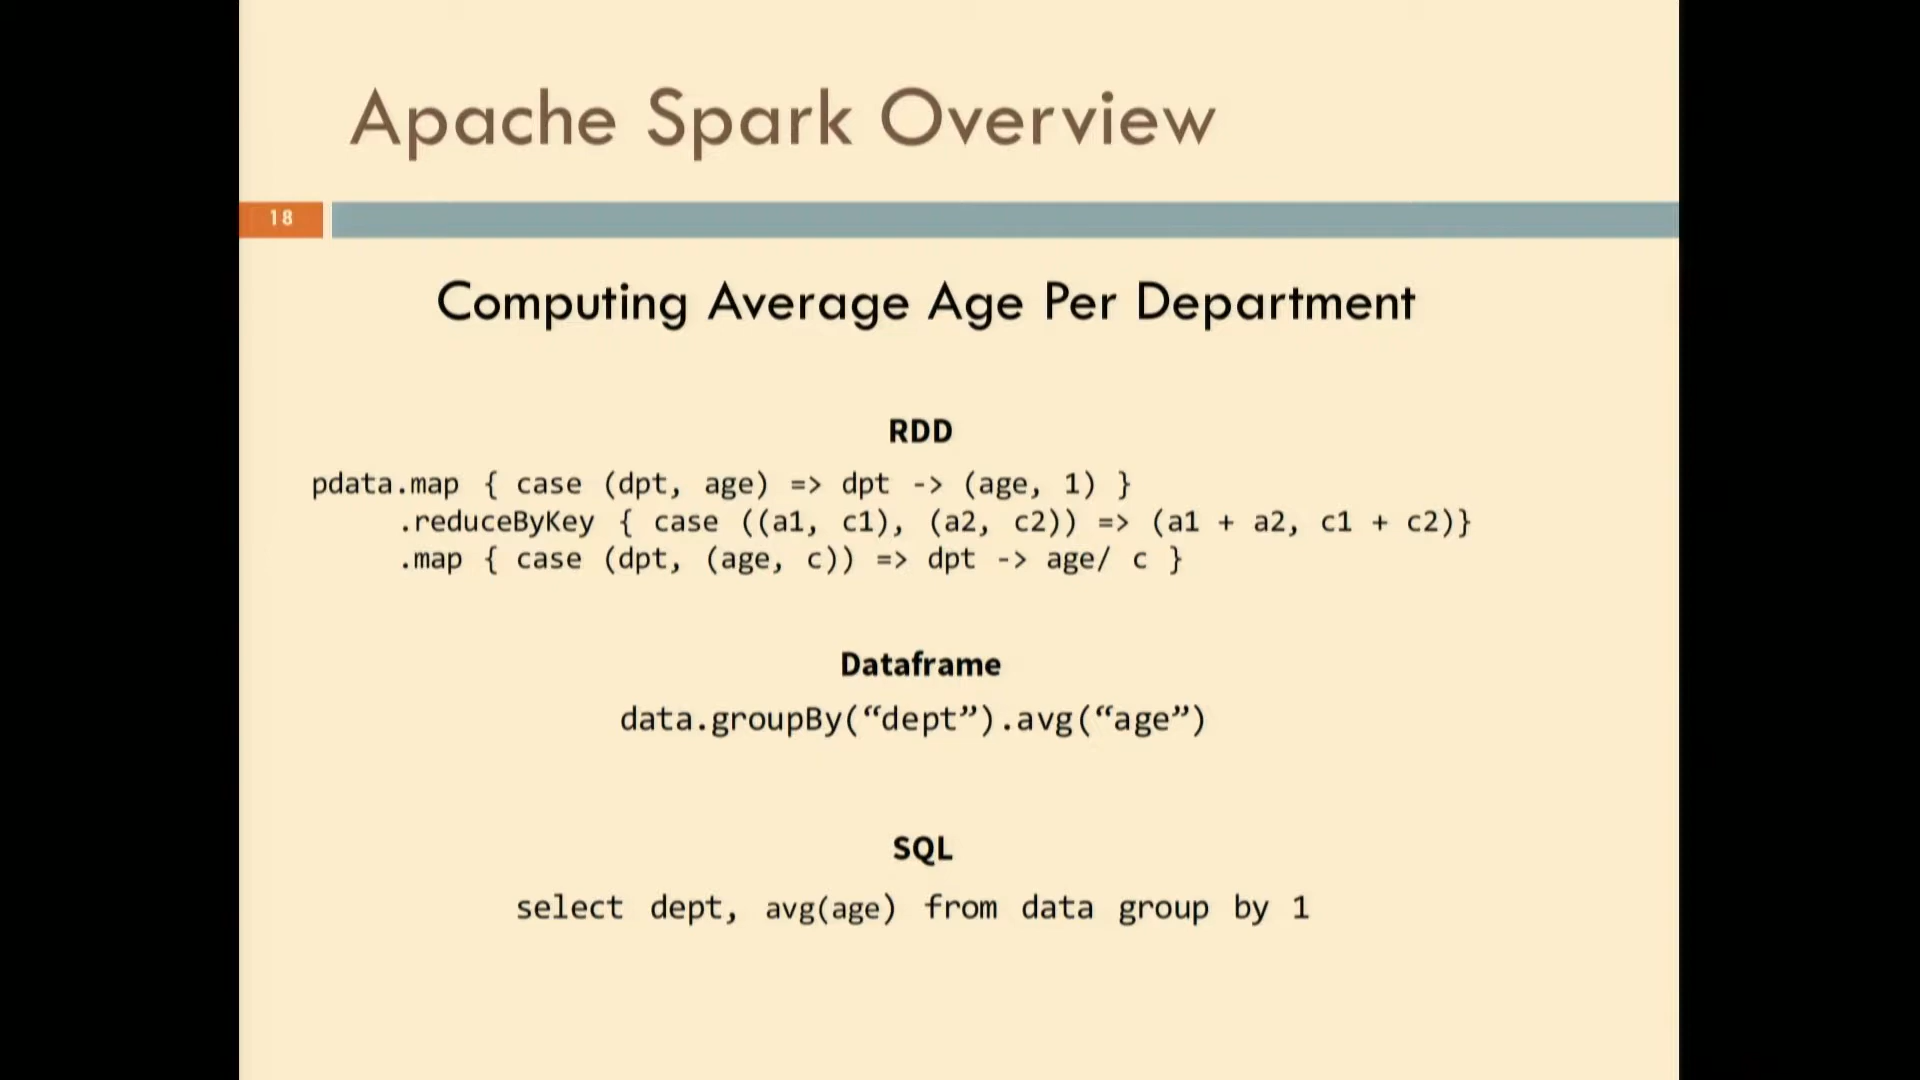 Apache Spark Overview
18
Computing Average Age Per Department
RDD
pdata.map { case (dpt, age) => dpt -> (age, 1) }
.reduceByKey { case ((a1, c1), (a2, c2)) => (a1 + a2, c1 + c2)}
.map { case (dpt, (age, c)) => dpt -> age/ c }
Dataframe
data.groupBy(“dept”).avg(“age”)
SQL
select dept, avg(age) from data group by 1